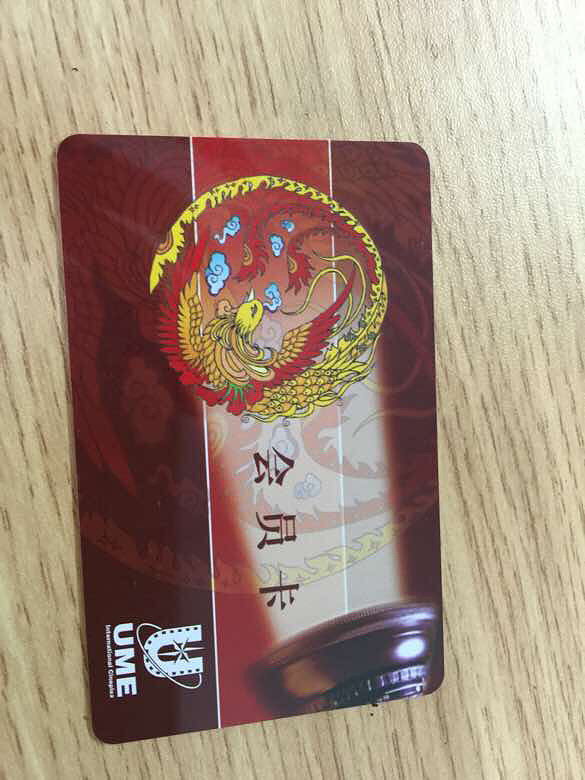 会员卡
UME
International Cineplex